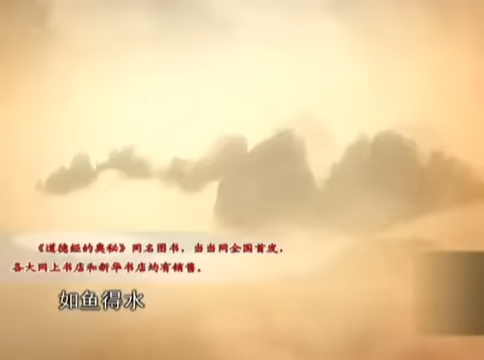 《道德经的奥秘》同名图书，当当网全国首发，
各大网上书店和新华书店均有销售。
如鱼得水